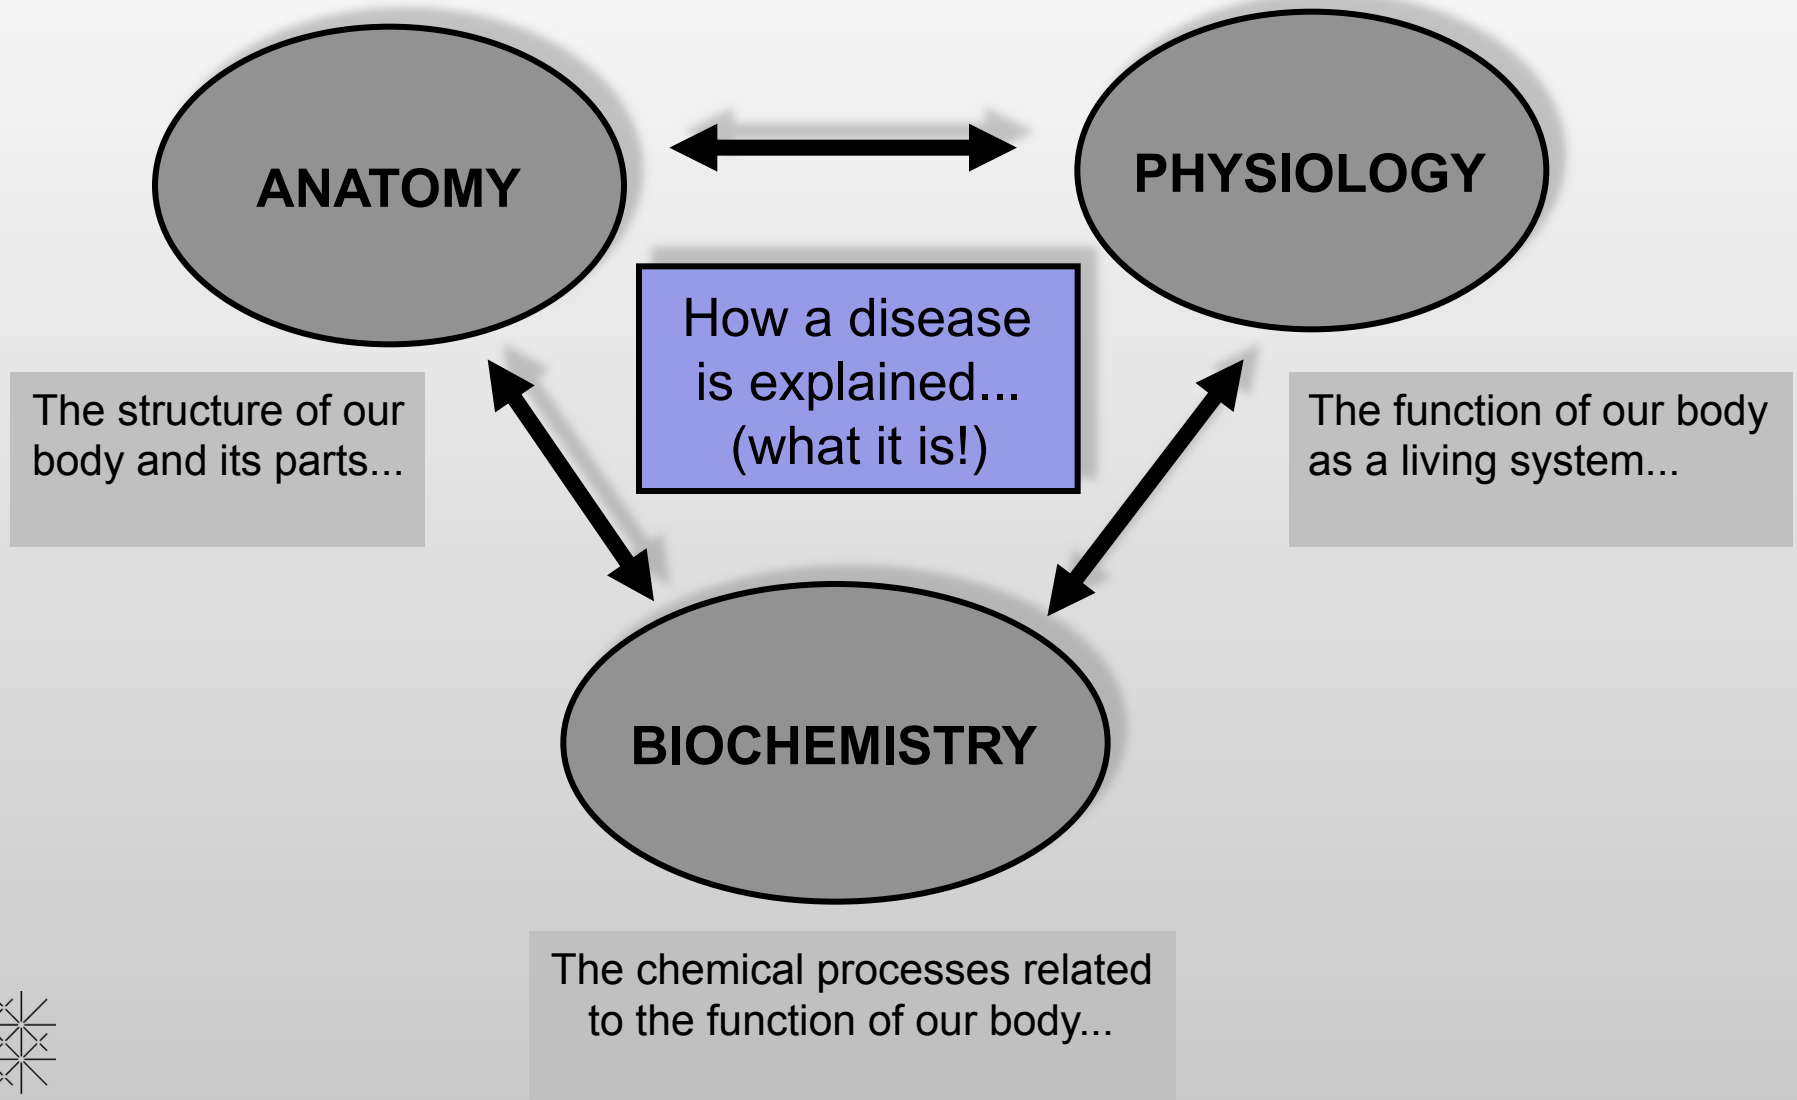 ANATOMY
PHYSIOLOGY
How a disease
is explained...
(what it is!)
The structure of our
body and its parts...
The function of our body
as a living system...
BIOCHEMISTRY
The chemical processes related
to the function of our body...